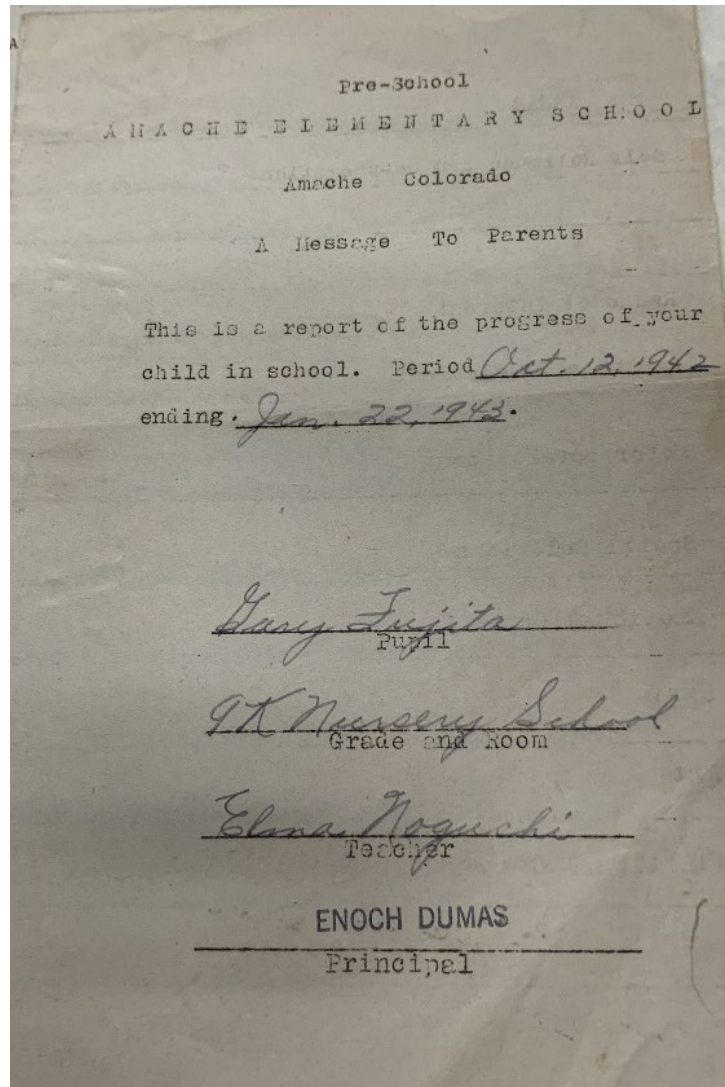 Pre-School
AMACHE ELEMENTARY SCHOOL
Amache Colorado
A Message To Parents
This is a report of the progress of your
child in school. Period Oct. 12, 1942
ending. Jan. 22, 1943.
Gary Fujita
Pupil
9K Nursery School
Grade and Room
Elma Noguchi
Teacher
ENOCH DUMAS
Principal